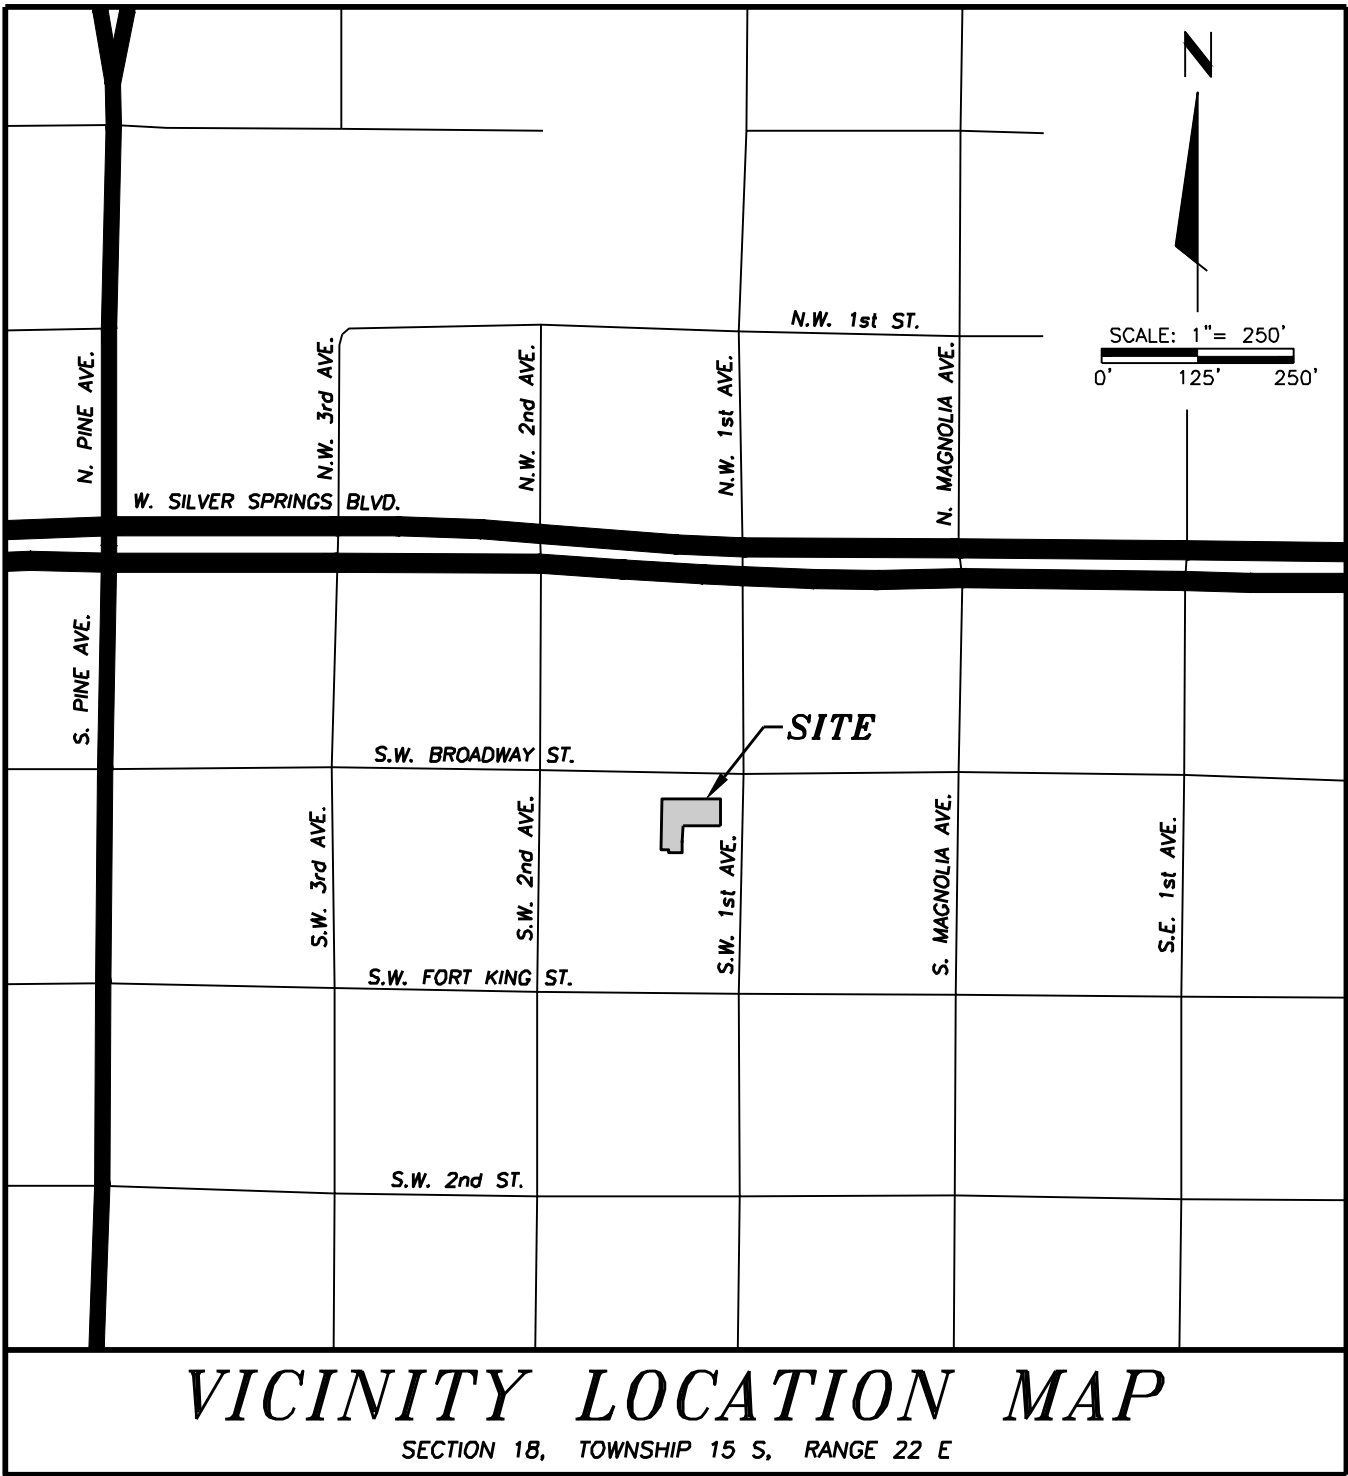 N
N.W. 1st ST.
SCALE: 1"= 250'
0' 125' 250'
N. PINE AVE.
N.W. 3rd AVE.
N.W. 2nd AVE.
N.W. 1st AVE.
N. MAGNOLIA AVE.
W. SILVER SPRINGS BLVD.
S. PINE AVE.
SITE
S.W. BROADWAY ST.
S.W. 3rd AVE.
S.W. 2nd AVE.
S.W. 1st AVE.
S. MAGNOLIA AVE.
S.E. 1st AVE.
S.W. FORT KING ST.
S.W. 2nd ST.
VICINITY LOCATION MAP
SECTION 18, TOWNSHIP 15 S, RANGE 22 E